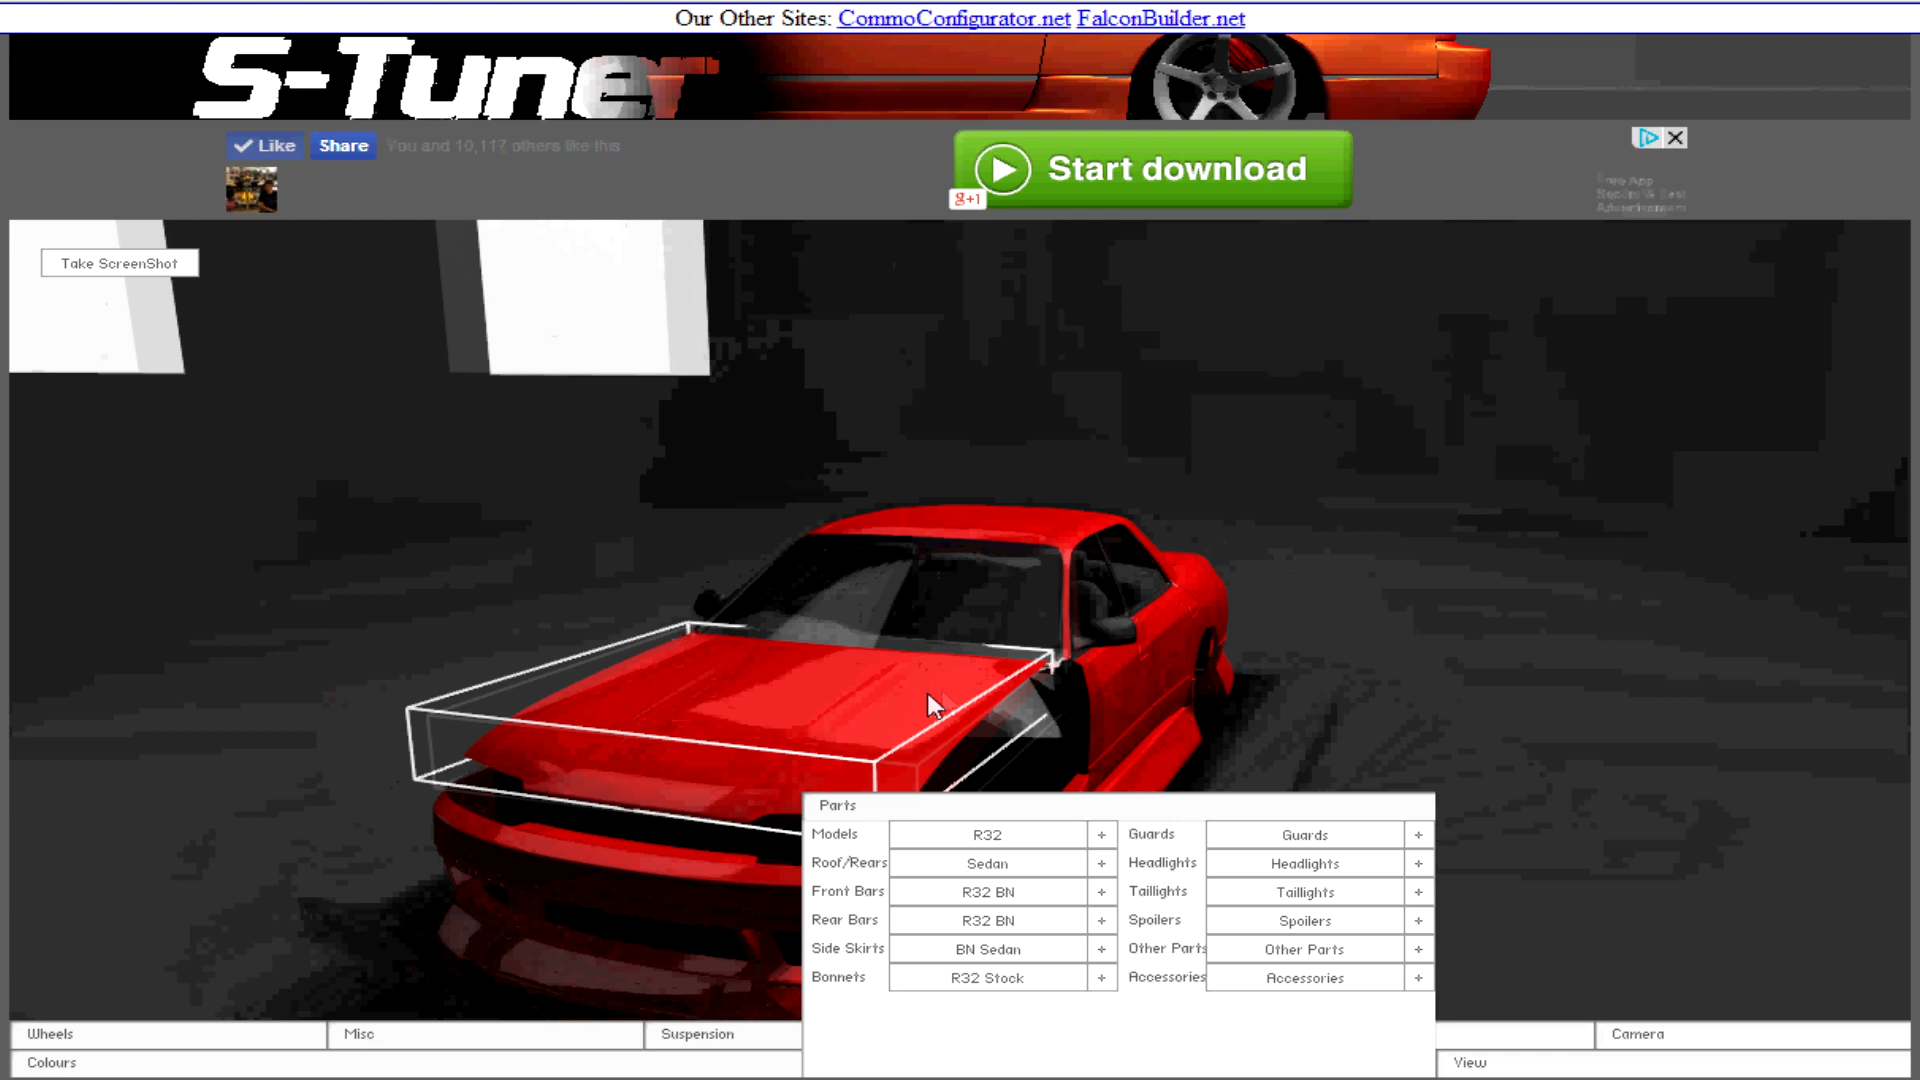 Our Other Sites: CommoConfigurator.net FalconBuilder.net
S-Tuner
Like Share You and 10,117 others like this
Start download
g+1
Free App
Take ScreenShot
Parts
Models R32 + Guards Guards +
Roof/Rears Sedan + Headlights Headlights +
Front Bars R32 BN + Taillights Taillights +
Rear Bars R32 BN + Spoilers Spoilers +
Side Skirts BN Sedan + Other Parts Other Parts +
Bonnets R32 Stock + Accessories Accessories +
Wheels Misc Suspension Camera
Colours View